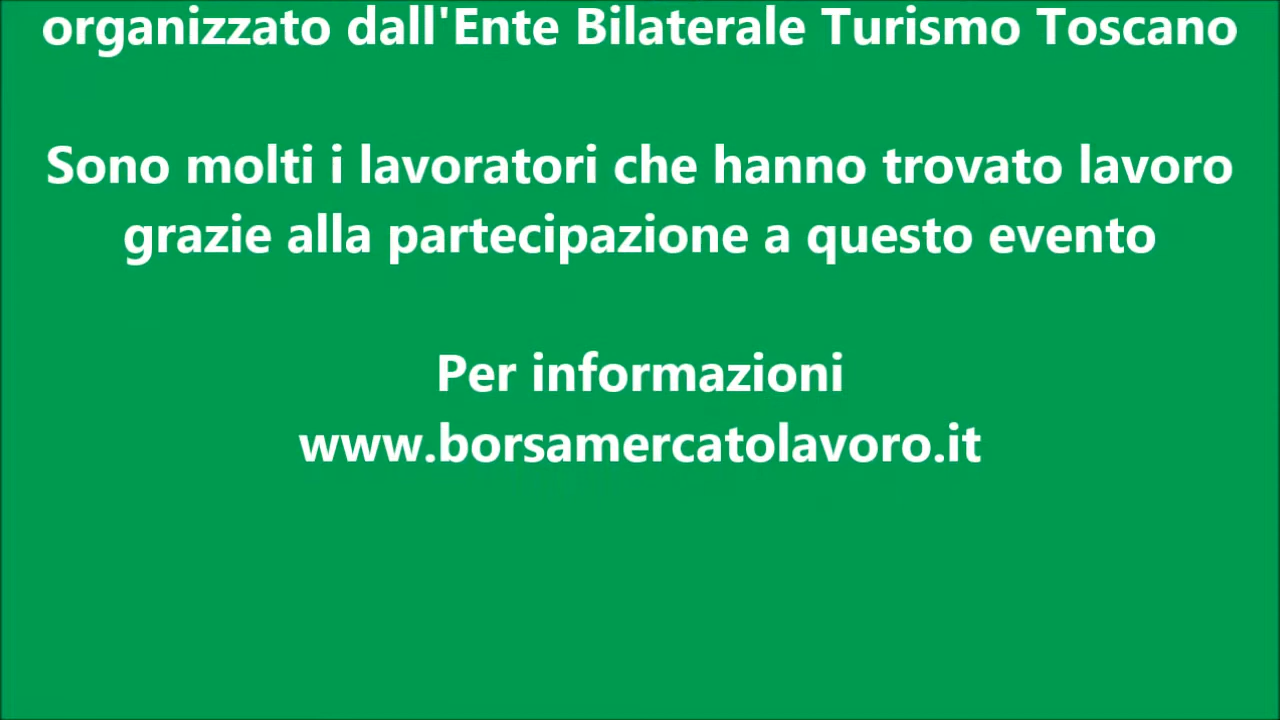 organizzato dall'Ente Bilaterale Turismo Toscano
Sono molti i lavoratori che hanno trovato lavoro
grazie alla partecipazione a questo evento
Per informazioni
www.borsamercatolavoro.it